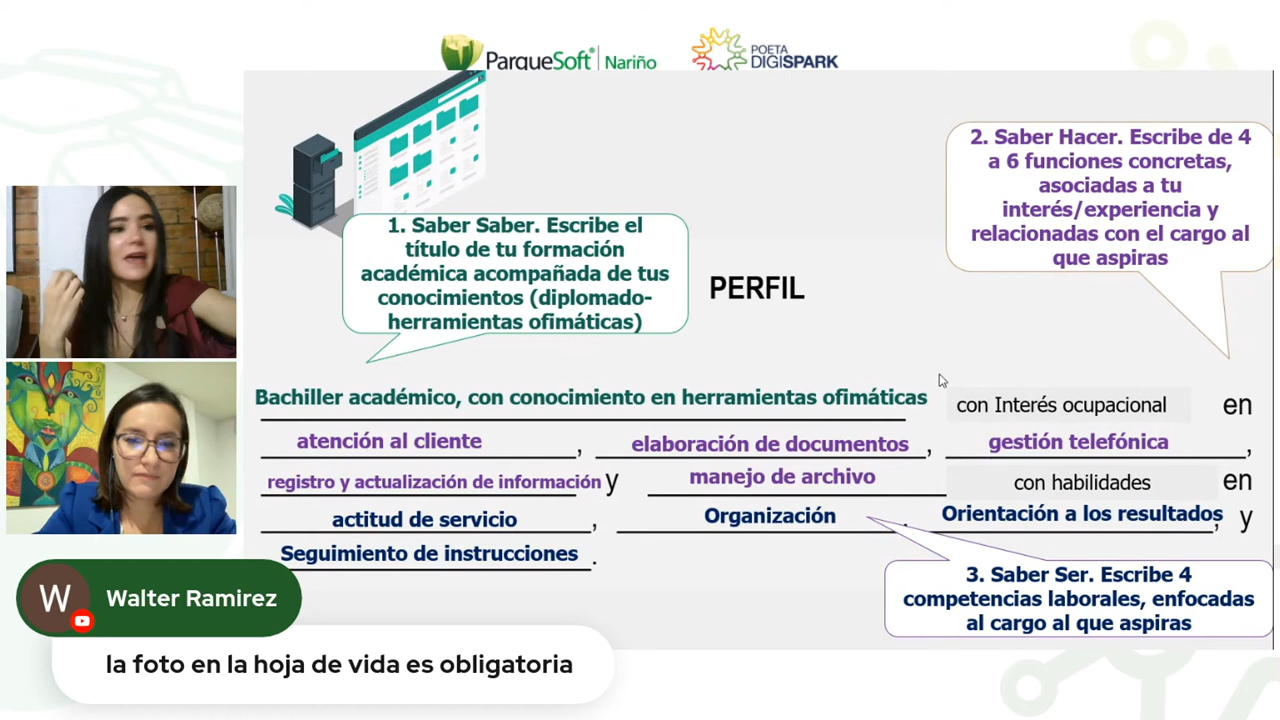 ParqueSoft | Nariño
POETA
DIGISPARK
2. Saber Hacer. Escribe de 4
a 6 funciones concretas,
asociadas a tu
interés/experiencia y
relacionadas con el cargo al
que aspiras
1. Saber Saber. Escribe el
título de tu formación
académica acompañada de tus
conocimientos (diplomado-
herramientas ofimáticas)
PERFIL
Bachiller académico, con conocimiento en herramientas ofimáticas con Interés ocupacional en
atención al cliente, elaboración de documentos, gestión telefónica,
registro y actualización de información y manejo de archivo con habilidades en
actitud de servicio, Organización, Orientación a los resultados, y
Seguimiento de instrucciones.
3. Saber Ser. Escribe 4
competencias laborales, enfocadas
al cargo al que aspiras
W
Walter Ramirez
la foto en la hoja de vida es obligatoria